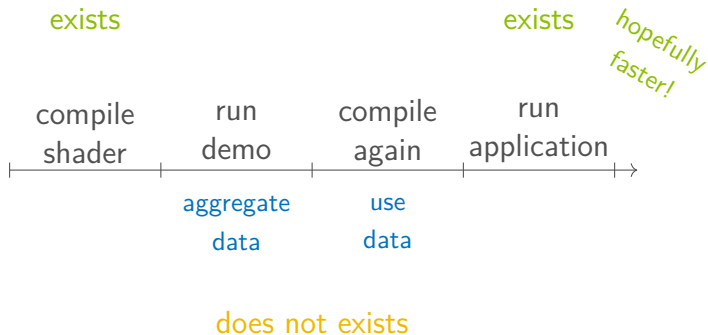 exists
exists
hopefully
faster!
compile
shader
run
demo
compile
again
run
application
aggregate
data
use
data
does not exists